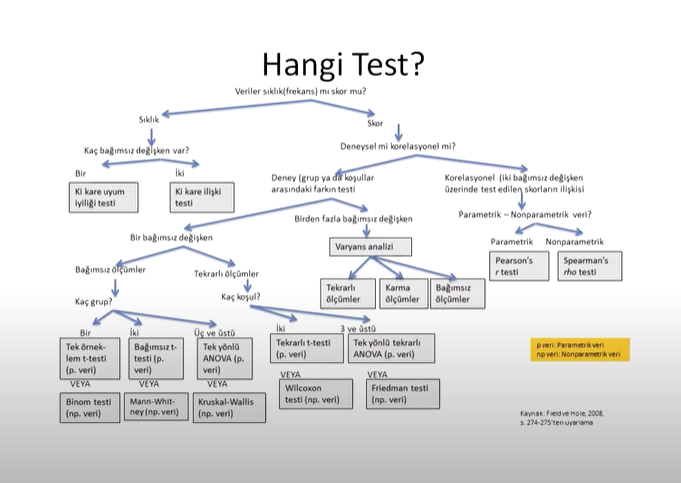 Hangi Test?
Veriler sıklık(frekans) mı skor mu?
Sıklık
Skor
Kaç bağımsız değişken var?
Deneysel mi korelasyonel mi?
Bir
İki
Ki kare uyum
iyiliği testi
Ki kare ilişki
testi
Deney (grup ya da koşullar
arasındaki farkın testi
Korelasyonel (iki bağımsız değişken
üzerinde test edilen skorların ilişkisi
Birden fazla bağımsız değişken
Parametrik – Nonparametrik veri?
Bir bağımsız değişken
Varyans analizi
Parametrik
Nonparametrik
Pearson's
r testi
Spearman's
rho testi
Bağımsız ölçümler
Tekrarlı ölçümler
Tekrarlı
ölçümler
Karma
ölçümler
Bağımsız
ölçümler
Kaç grup?
Kaç koşul?
Bir
İki
Üç ve üstü
İki
3 ve üstü
Tek örnek-
lem t-testi
(p. veri)
Bağımsız t-
testi (p.
veri)
Tek yönlü
ANOVA (p.
veri)
Tekrarlı t-testi
(p. veri)
Tek yönlü tekrarlı
ANOVA (p. veri)
VEYA
VEYA
VEYA
VEYA
VEYA
Binom testi
(np. veri)
Mann-Whit-
ney (np. veri)
Kruskal-Wallis
(np. veri)
Wilcoxon
testi (np. veri)
Friedman testi
(np. veri)
p veri: Parametrik veri
np veri: Nonparametrik veri
Kaynak: Field ve Hole, 2008,
s. 274-275'ten uyarlama